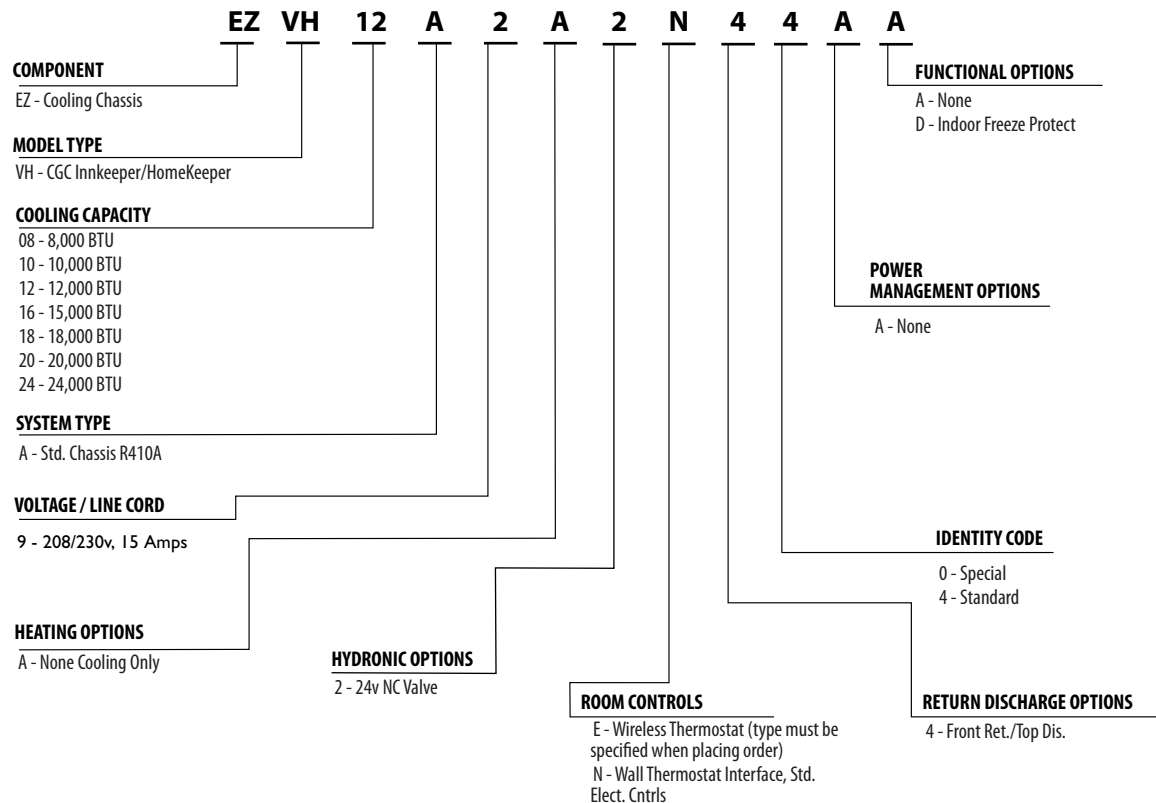 EZ VH 12 A 2 A 2 N 4 4 A A
COMPONENT
EZ - Cooling Chassis
MODEL TYPE
VH - CGC Innkeeper/HomeKeeper
COOLING CAPACITY
08 - 8,000 BTU
10 - 10,000 BTU
12 - 12,000 BTU
16 - 15,000 BTU
18 - 18,000 BTU
20 - 20,000 BTU
24 - 24,000 BTU
SYSTEM TYPE
A - Std. Chassis R410A
VOLTAGE / LINE CORD
9 - 208/230v, 15 Amps
HEATING OPTIONS
A - None Cooling Only
HYDRONIC OPTIONS
2 - 24v NC Valve
ROOM CONTROLS
E - Wireless Thermostat (type must be
specified when placing order)
N - Wall Thermostat Interface, Std.
Elect. Cntrls
RETURN DISCHARGE OPTIONS
4 - Front Ret./Top Dis.
IDENTITY CODE
0 - Special
4 - Standard
POWER
MANAGEMENT OPTIONS
A - None
FUNCTIONAL OPTIONS
A - None
D - Indoor Freeze Protect